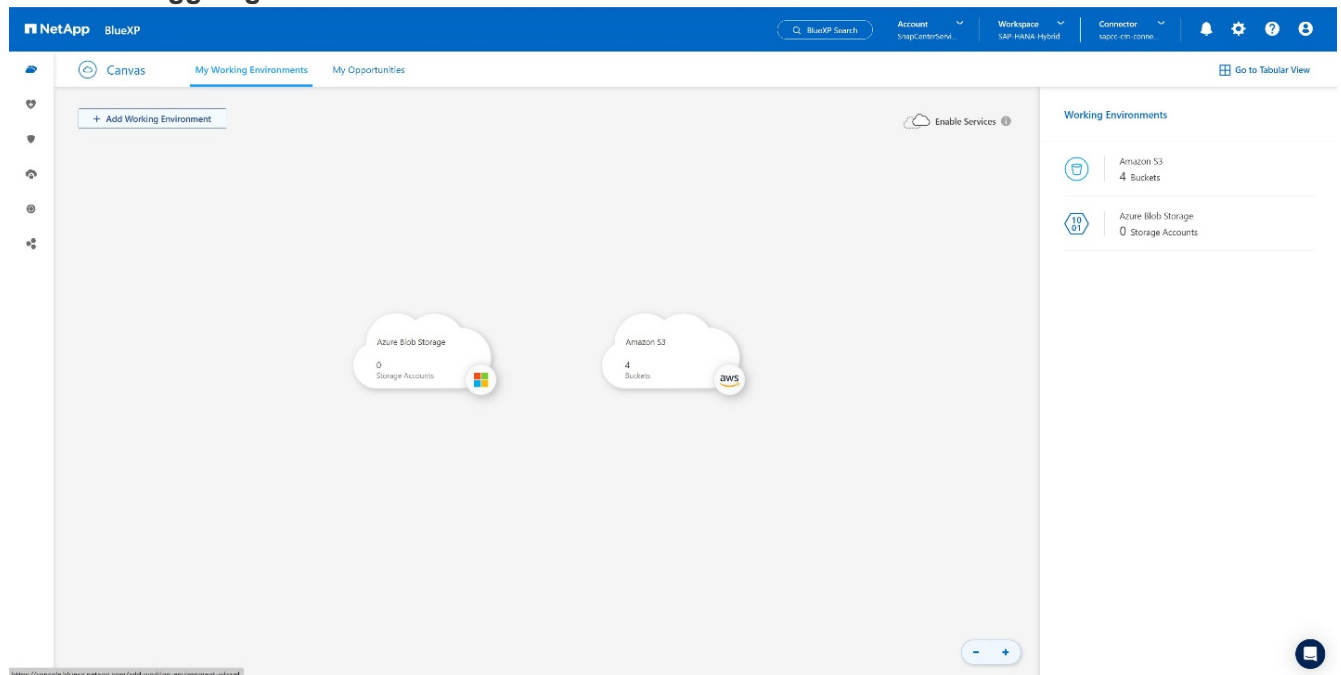 NetApp BlueXP
BlueXP Search
Account
SnapCenterServi...
Workspace
SAP-HANA-Hybrid
Connector
sapcc-cm-conne...
Canvas
My Working Environments
My Opportunities
Go to Tabular View
+ Add Working Environment
Enable Services
Working Environments
Amazon S3
4 Buckets
10
01
Azure Blob Storage
0 Storage Accounts
Azure Blob Storage
0
Storage Accounts
Amazon S3
4
Buckets
aws
- +